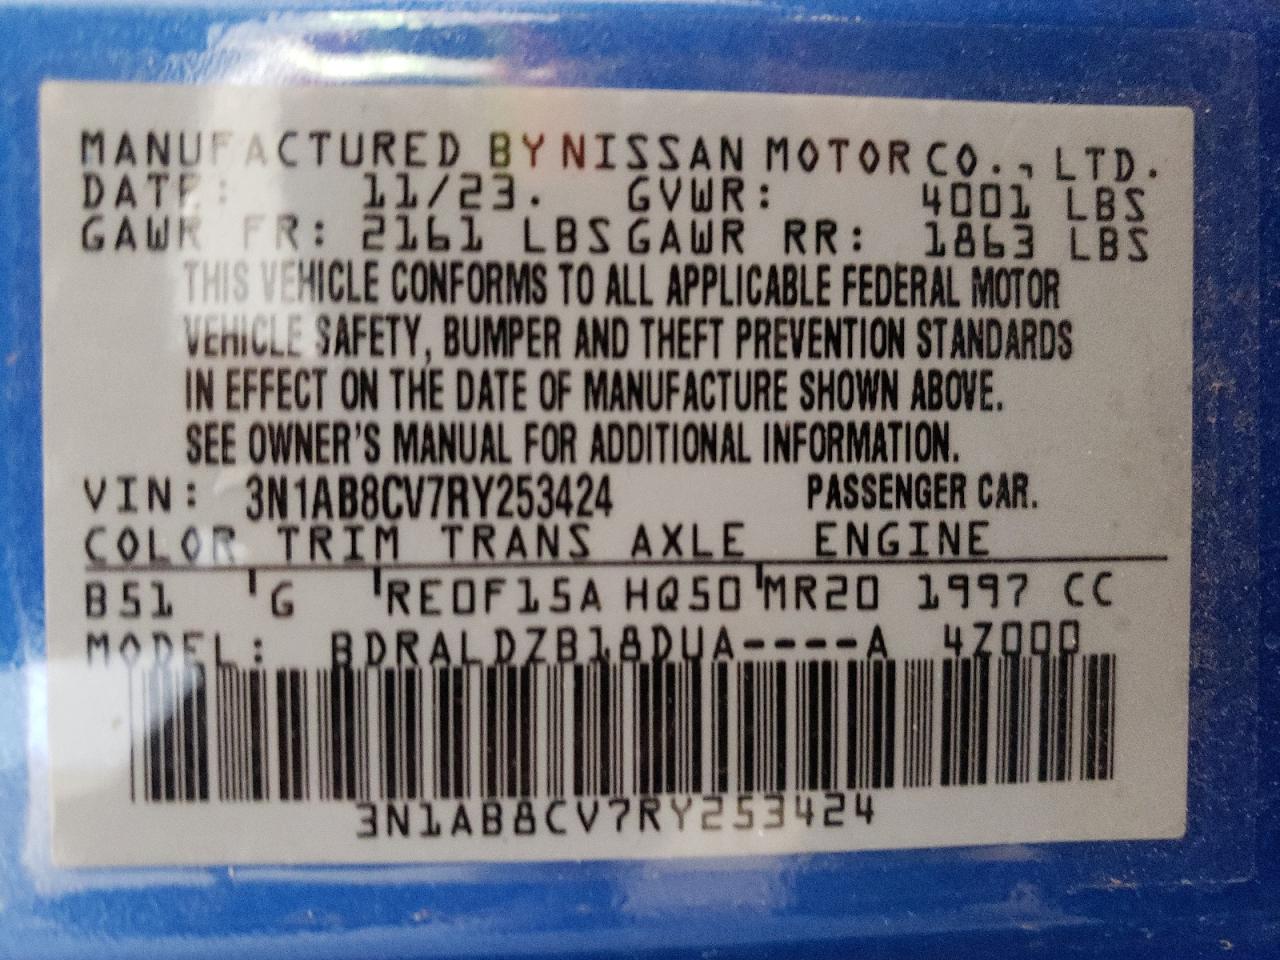 MANUFACTURED BY NISSAN MOTOR CO., LTD.
DATE: 11/23. GVWR: 4001 LBS
GAWR FR: 2161 LBS GAWR RR: 1863 LBS
THIS VEHICLE CONFORMS TO ALL APPLICABLE FEDERAL MOTOR
VEHICLE SAFETY, BUMPER AND THEFT PREVENTION STANDARDS
IN EFFECT ON THE DATE OF MANUFACTURE SHOWN ABOVE.
SEE OWNER'S MANUAL FOR ADDITIONAL INFORMATION.
VIN: 3N1AB8CV7RY253424 PASSENGER CAR.
COLOR TRIM TRANS AXLE ENGINE
B51 G RE0F15A HQ50 MR20 1997 CC
MODEL: BDRALDZB18DUA----A 4Z000
3N1AB8CV7RY253424